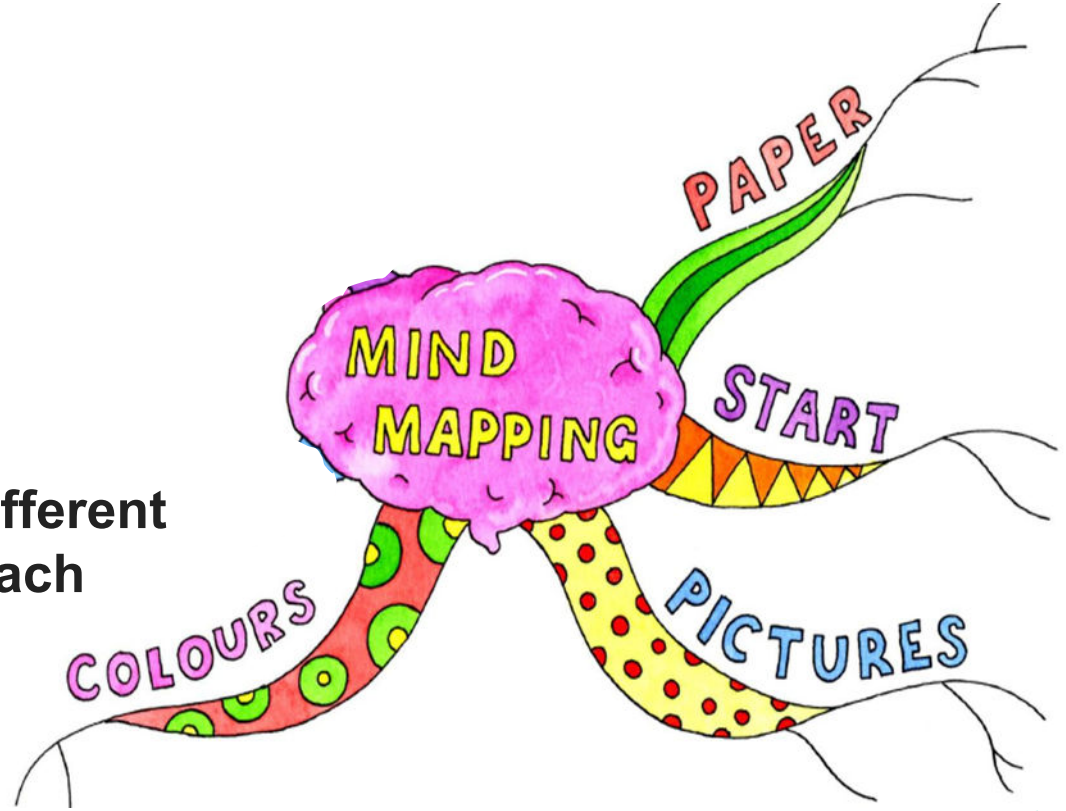 PAPER
MIND
MAPPING
START
fferent
ach
COLOURS
PICTURES